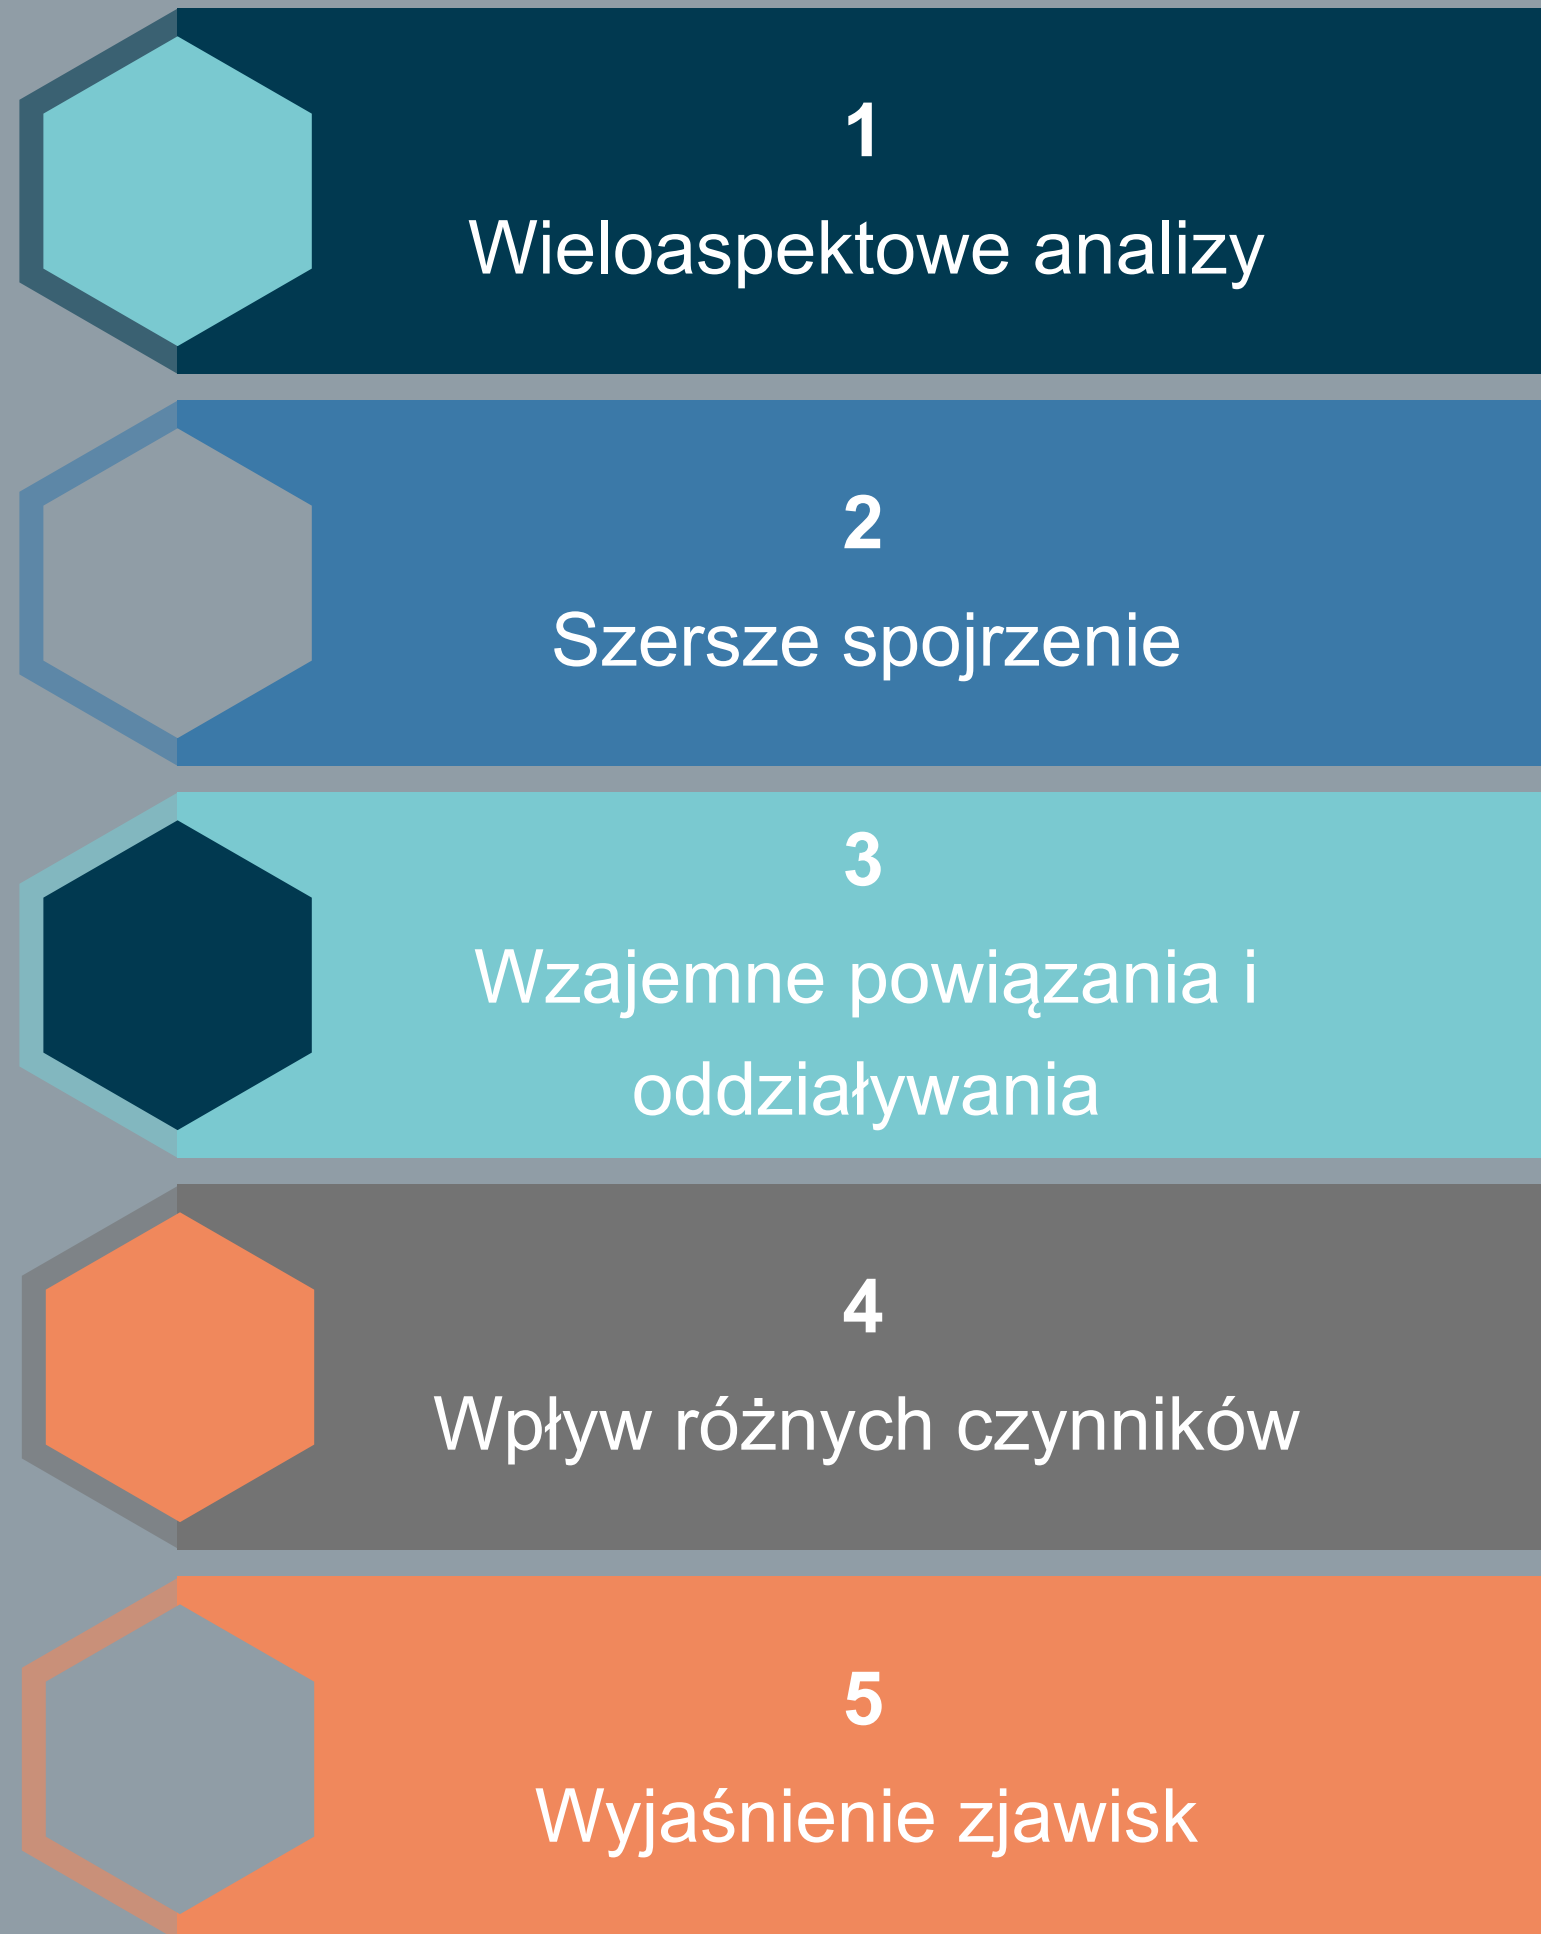 1
Wieloaspektowe analizy
2
Szersze spojrzenie
3
Wzajemne powiązania i
oddziaływania
4
Wpływ różnych czynników
5
Wyjaśnienie zjawisk